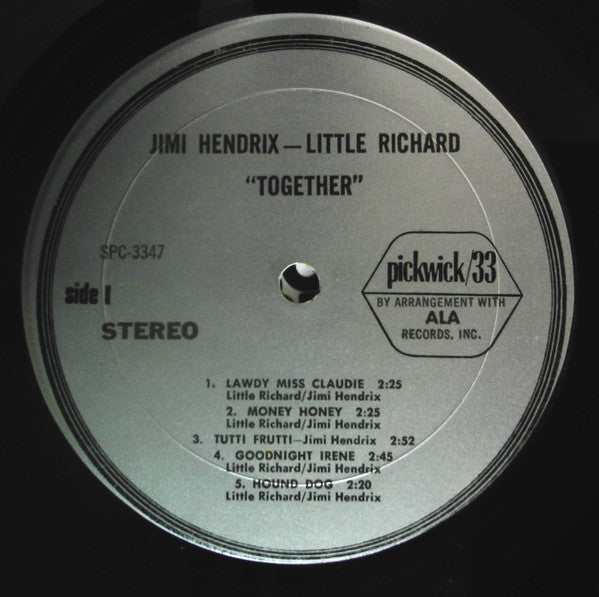 JIMI HENDRIX—LITTLE RICHARD
"TOGETHER"
SPC-3347
side 1
STEREO
pickwick/33
BY ARRANGEMENT WITH
ALA
RECORDS, INC.
1. LAWDY MISS CLAUDIE 2:25
Little Richard/Jimi Hendrix
2. MONEY HONEY 2:25
Little Richard/Jimi Hendrix
3. TUTTI FRUTTI—Jimi Hendrix 2:52
4. GOODNIGHT IRENE 2:45
Little Richard/Jimi Hendrix
5. HOUND DOG 2:20
Little Richard/Jimi Hendrix